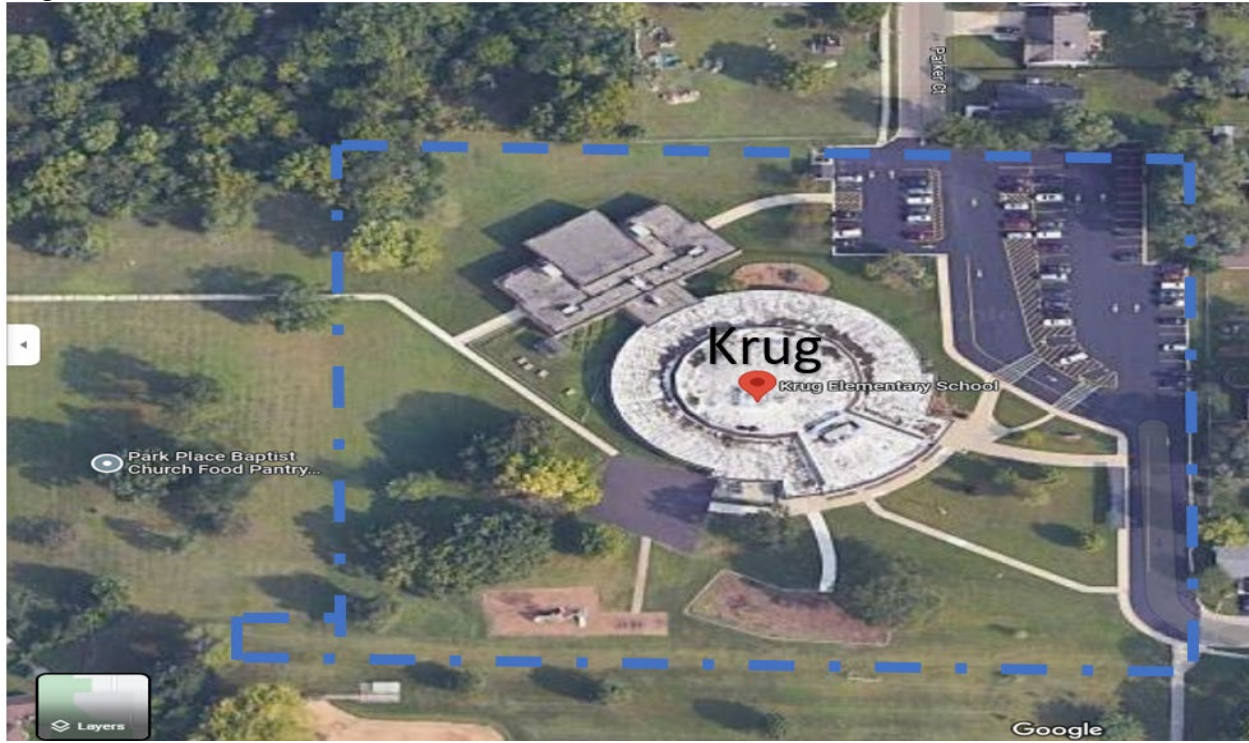 Parker Ct
Krug
Krug Elementary School
Park Place Baptist
Church Food Pantry...
Layers
Google